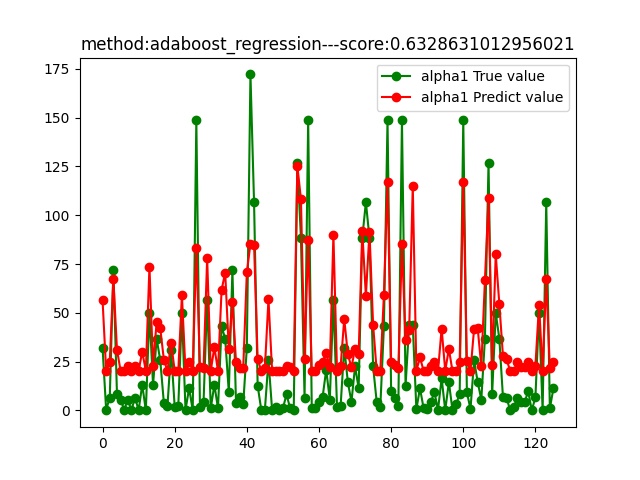 method:adaboost_regression---score:0.6328631012956021
alpha1 True value
alpha1 Predict value
175
150
125
100
75
50
25
0
0 20 40 60 80 100 120